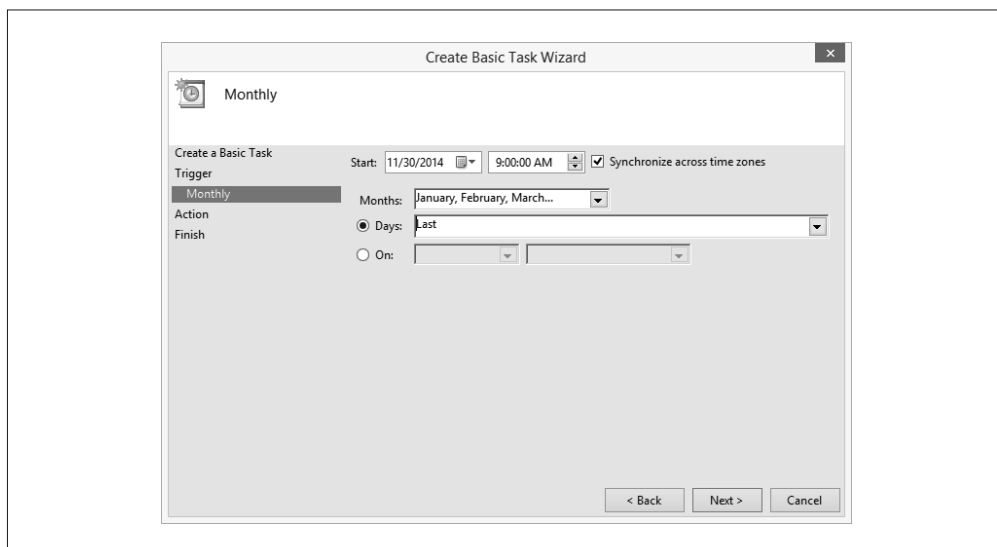 Create Basic Task Wizard
Monthly
Create a Basic Task
Trigger
Monthly
Action
Finish
Start: 11/30/2014 9:00:00 AM Synchronize across time zones
Months: January, February, March...
Days: Last
On:
< Back Next > Cancel